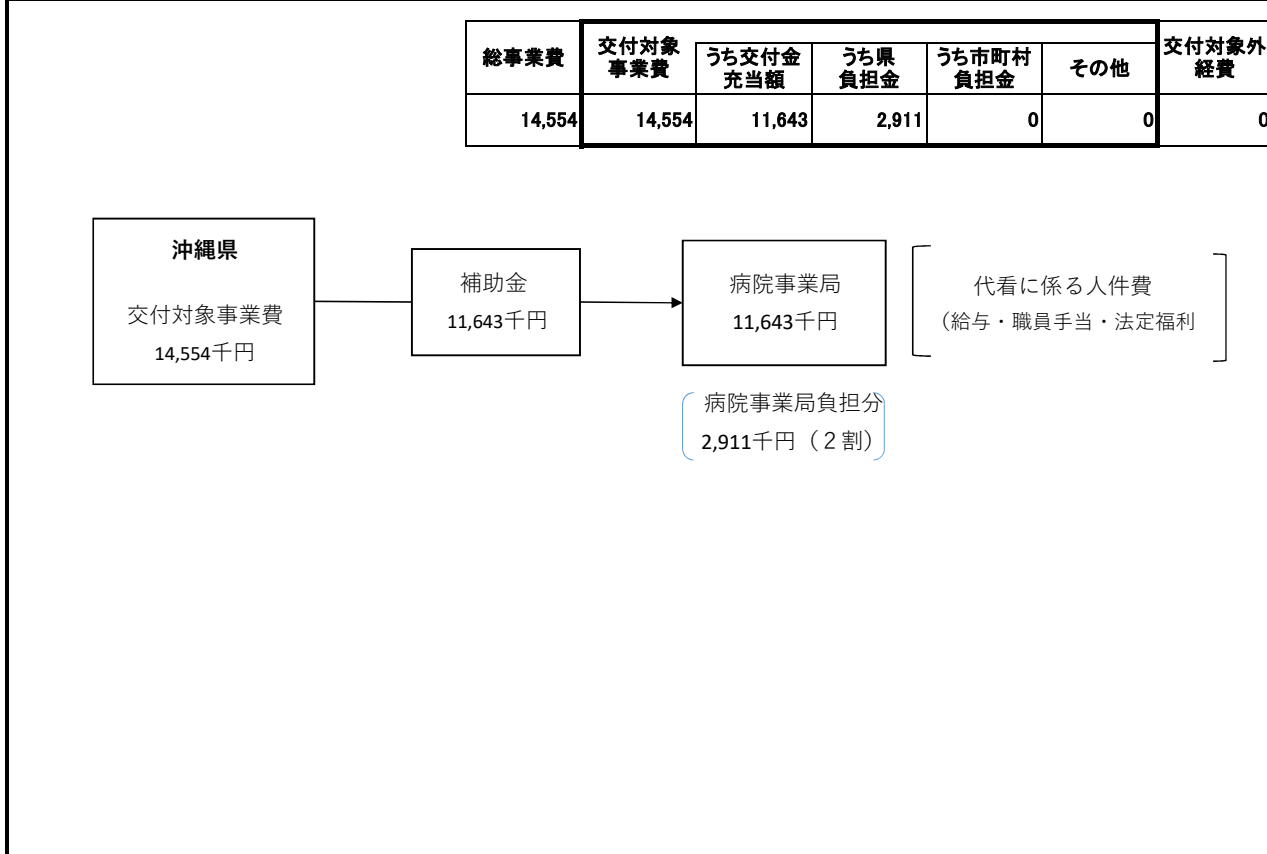 総事業費 交付対象事業費 うち交付金充当額 うち県負担金 うち市町村負担金 その他 交付対象外経費
14,554 14,554 11,643 2,911 0 0 0
沖縄県
交付対象事業費
14,554千円
補助金
11,643千円
病院事業局
11,643千円
代看に係る人件費
(給与・職員手当・法定福利
病院事業局負担分
2,911千円(2割)